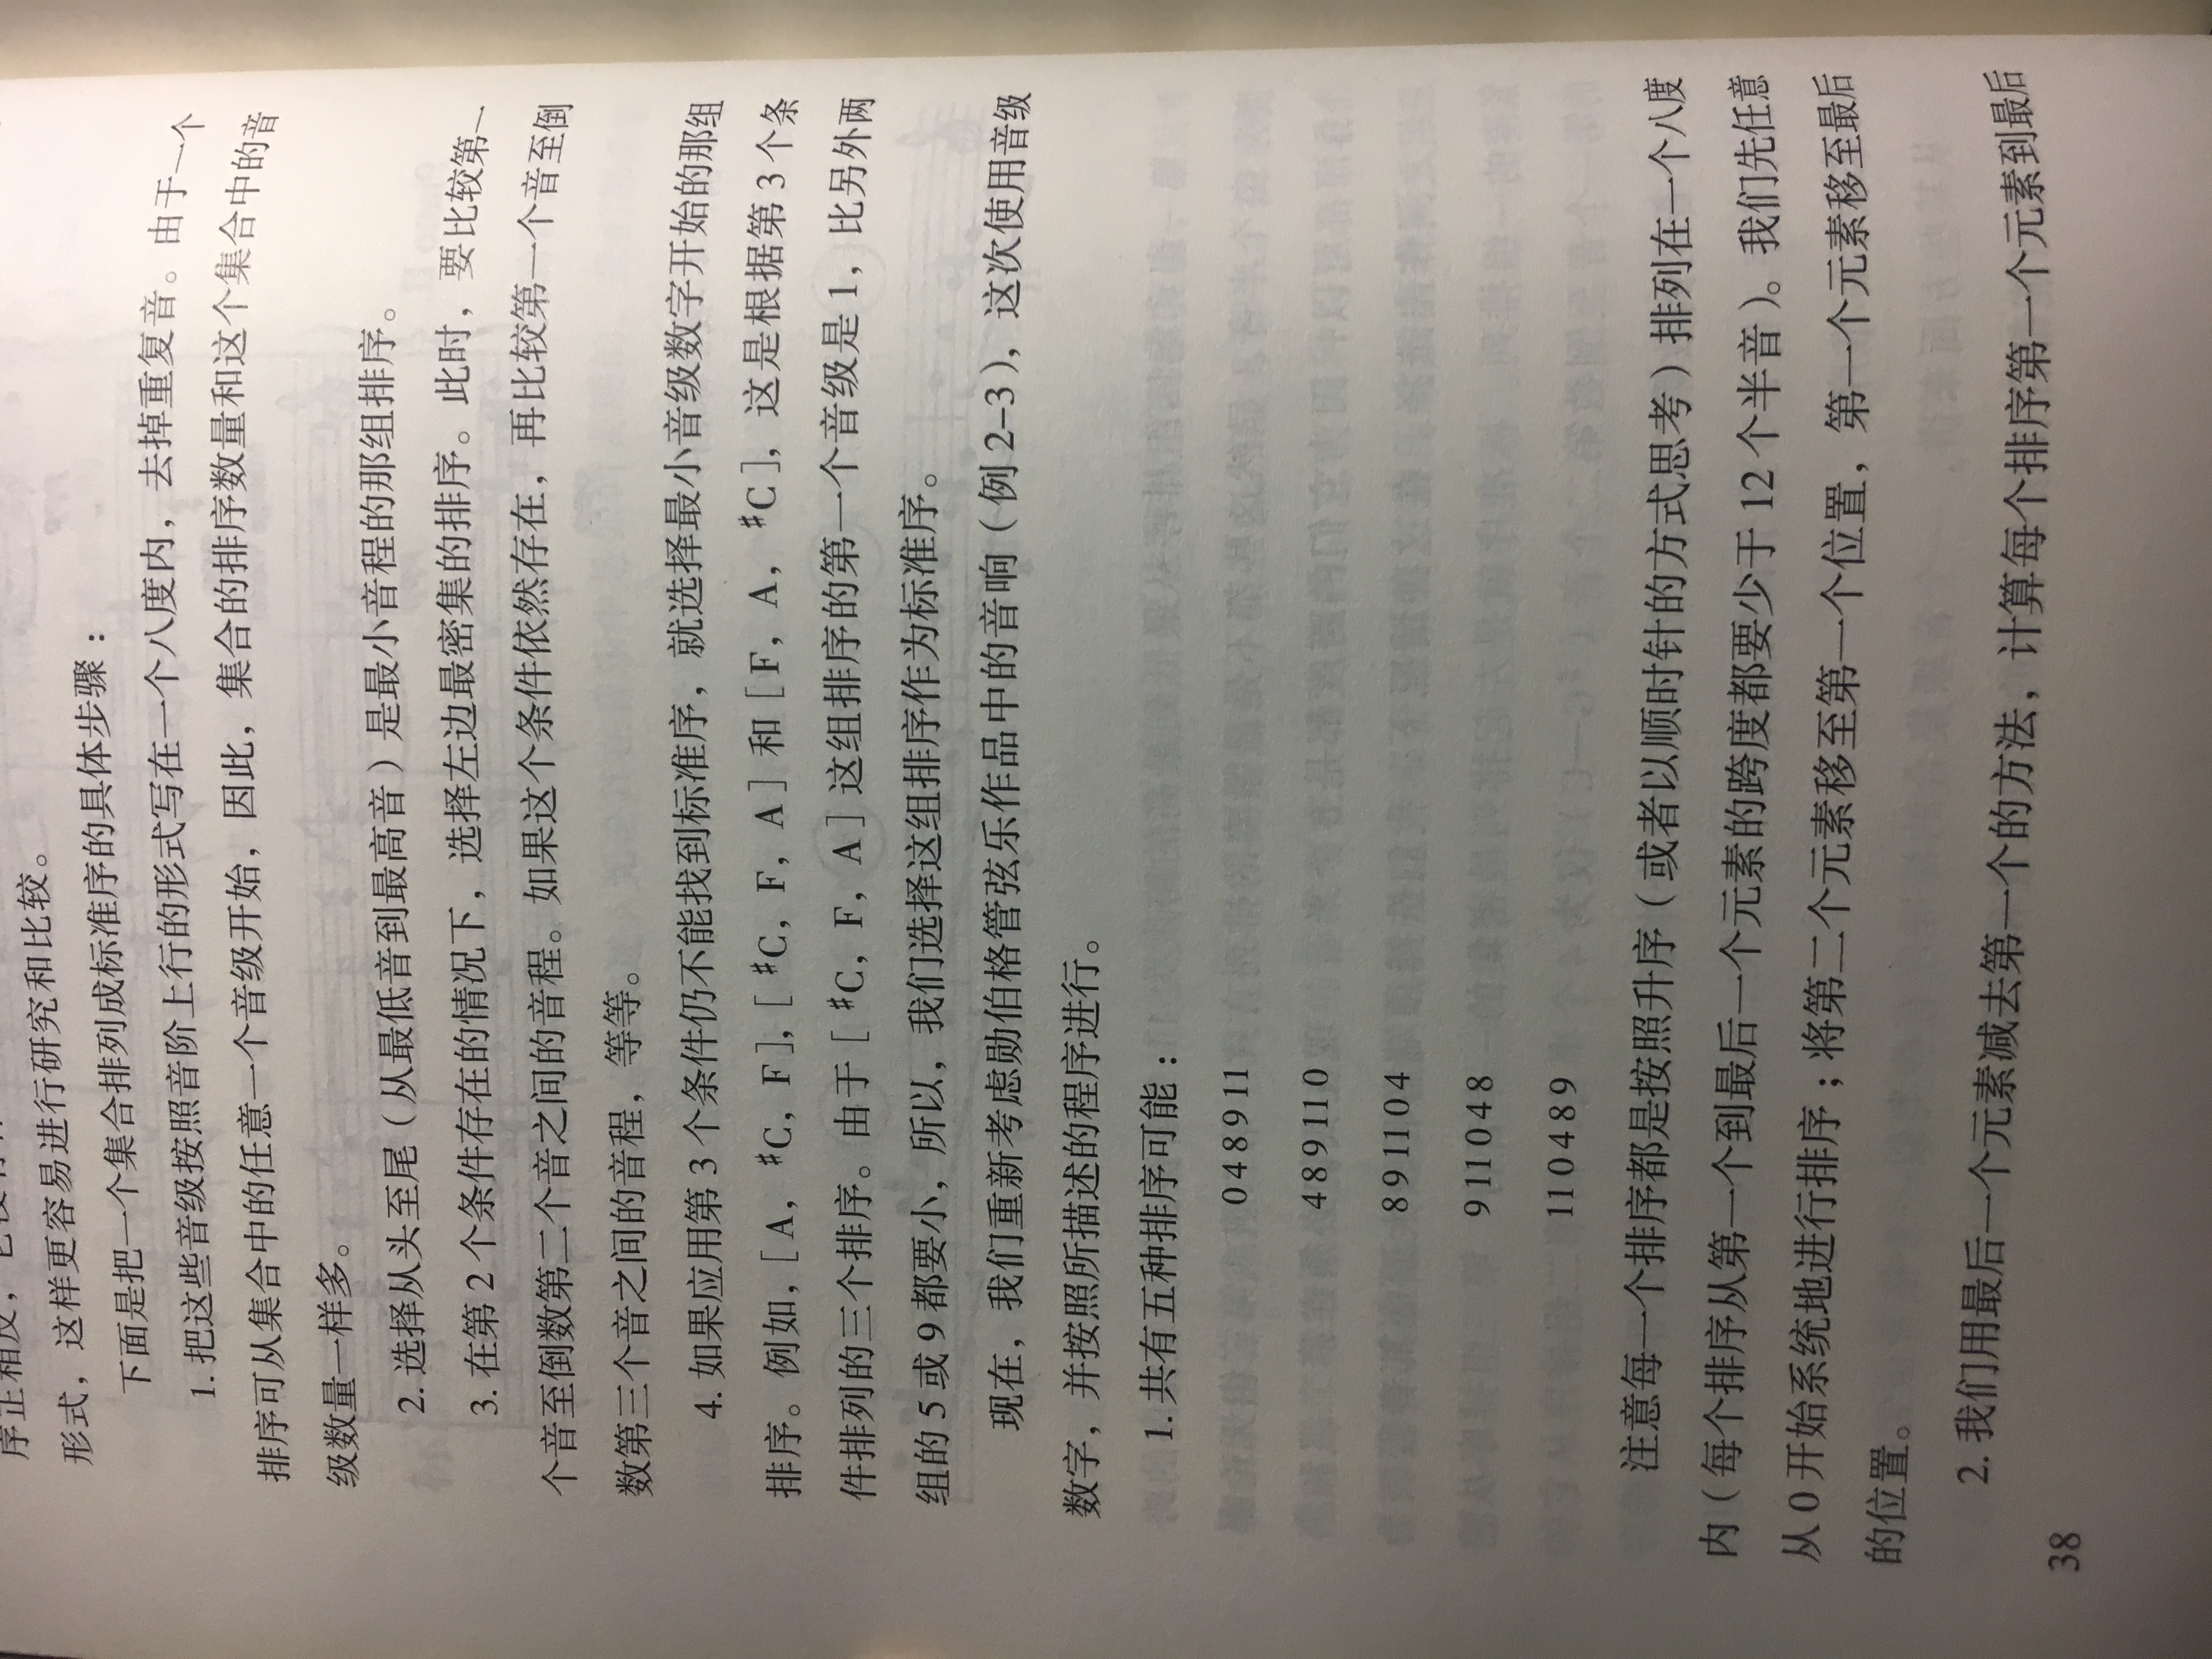 序正相反，它没有
形式，这样更容易进行研究和比较。
下面是把一个集合排列成标准序的具体步骤：
1. 把这些音级按照音阶上行的形式写在一个八度内，去掉重复音。由于一个
排序可从集合中的任意一个音级开始，因此，集合的排序数量和这个集合中的音
级数量一样多。
2. 选择从头至尾（从最低音到最高音）是最小音程的那组排序。
3. 在第 2 个条件存在的情况下，选择左边最密集的排序。此时，要比较第一
个音至倒数第二个音之间的音程。如果这个条件依然存在，再比较第一个音至倒
数第三个音之间的音程，等等。
4. 如果应用第 3 个条件仍不能找到标准序，就选择最小音级数字开始的那组
排序。例如，[ A， ♯C，F]，[ ♯C，F，A ] 和 [ F，A， ♯C ]，这是根据第 3 个条
件排列的三个排序。由于 [ ♯C，F，A ] 这组排序的第一个音级是 1，比另外两
组的 5 或 9 都要小，所以，我们选择这组排序作为标准序。
现在，我们重新考虑勋伯格管弦乐作品中的音响（例 2–3），这次使用音级
数字，并按照所描述的程序进行。
1. 共有五种排序可能：
0 4 8 9 11
4 8 9 11 0
8 9 11 0 4
9 11 0 4 8
11 0 4 8 9
注意每一个排序都是按照升序（或者以顺时针的方式思考）排列在一个八度
内（每个排序从第一个到最后一个元素的跨度都要少于 12 个半音）。我们先任意
从 0 开始系统地进行排序；将第二个元素移至第一个位置，第一个元素移至最后
的位置。
2. 我们用最后一个元素减去第一个的方法，计算每个排序第一个元素到最后
38